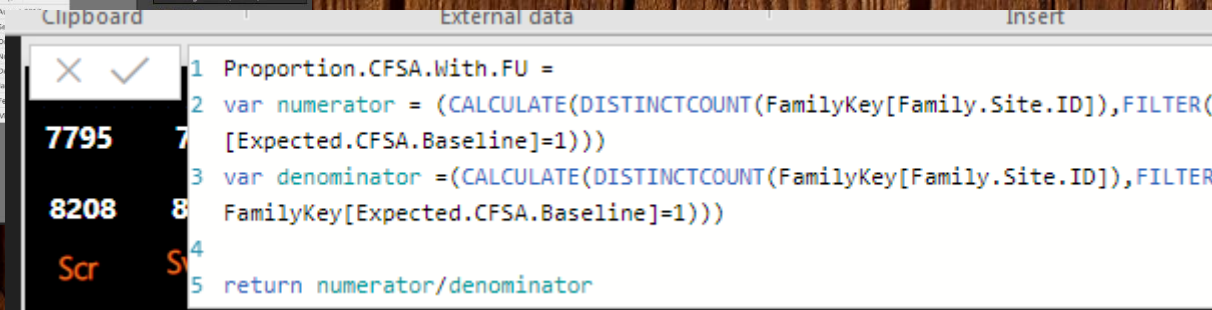 Clipboard External data Insert
1 Proportion.CFSA.With.FU =
2 var numerator = (CALCULATE(DISTINCTCOUNT(FamilyKey[Family.Site.ID]),FILTER(
[Expected.CFSA.Baseline]=1)))
3 var denominator =(CALCULATE(DISTINCTCOUNT(FamilyKey[Family.Site.ID]),FILTER
FamilyKey[Expected.CFSA.Baseline]=1)))
4
5 return numerator/denominator
7795 7
8208 8
Scr